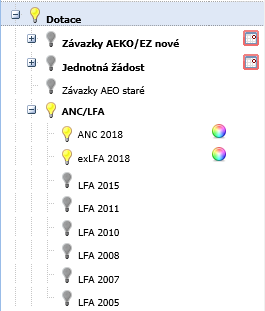 Dotace
Závazky AEKO/EZ nové
Jednotná žádost
Závazky AEO staré
ANC/LFA
ANC 2018
exLFA 2018
LFA 2015
LFA 2011
LFA 2010
LFA 2008
LFA 2007
LFA 2005